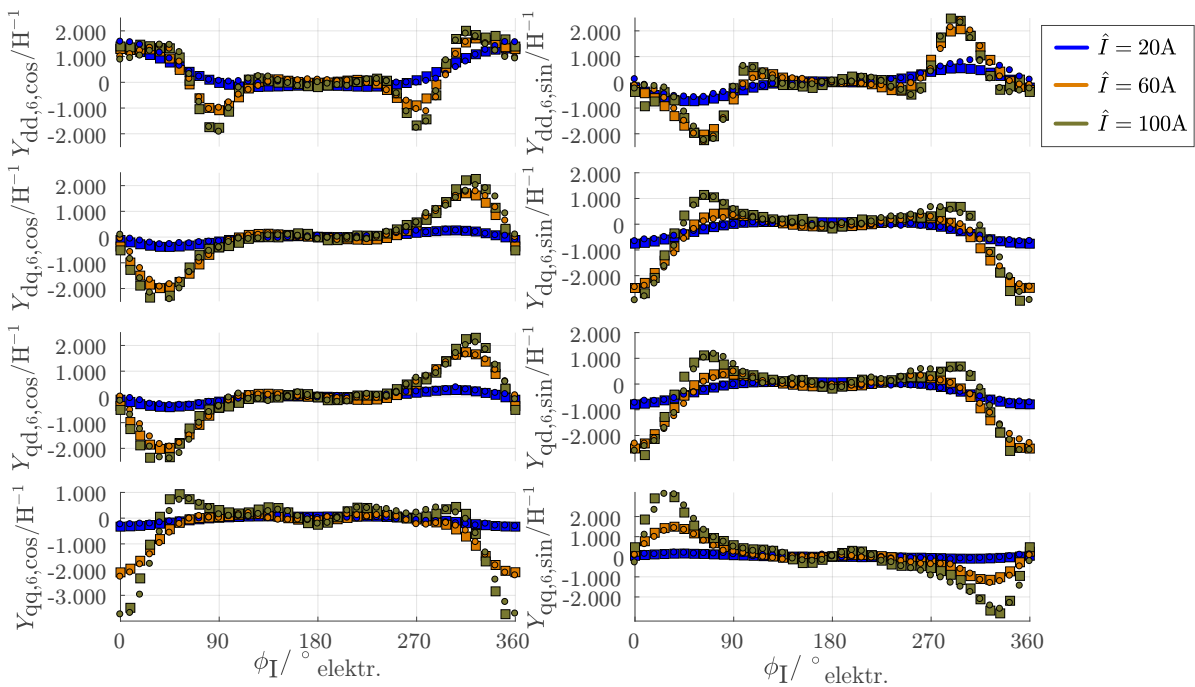 Y_dd,6,cos/H^−1
2.000
1.000
0
-1.000
-2.000
Y_dd,6,sin/H^−1
2.000
1.000
0
-1.000
-2.000
Î = 20A
Î = 60A
Î = 100A
Y_dq,6,cos/H^−1
2.000
1.000
0
-1.000
-2.000
Y_dq,6,sin/H^−1
2.000
1.000
0
-1.000
-2.000
Y_qd,6,cos/H^−1
2.000
1.000
0
-1.000
-2.000
Y_qd,6,sin/H^−1
2.000
1.000
0
-1.000
-2.000
Y_qq,6,cos/H^−1
1.000
0
-1.000
-2.000
-3.000
0 90 180 270 360
ϕ_I/ ° elektr.
Y_qq,6,sin/H^−1
2.000
1.000
0
-1.000
-2.000
0 90 180 270 360
ϕ_I/ ° elektr.